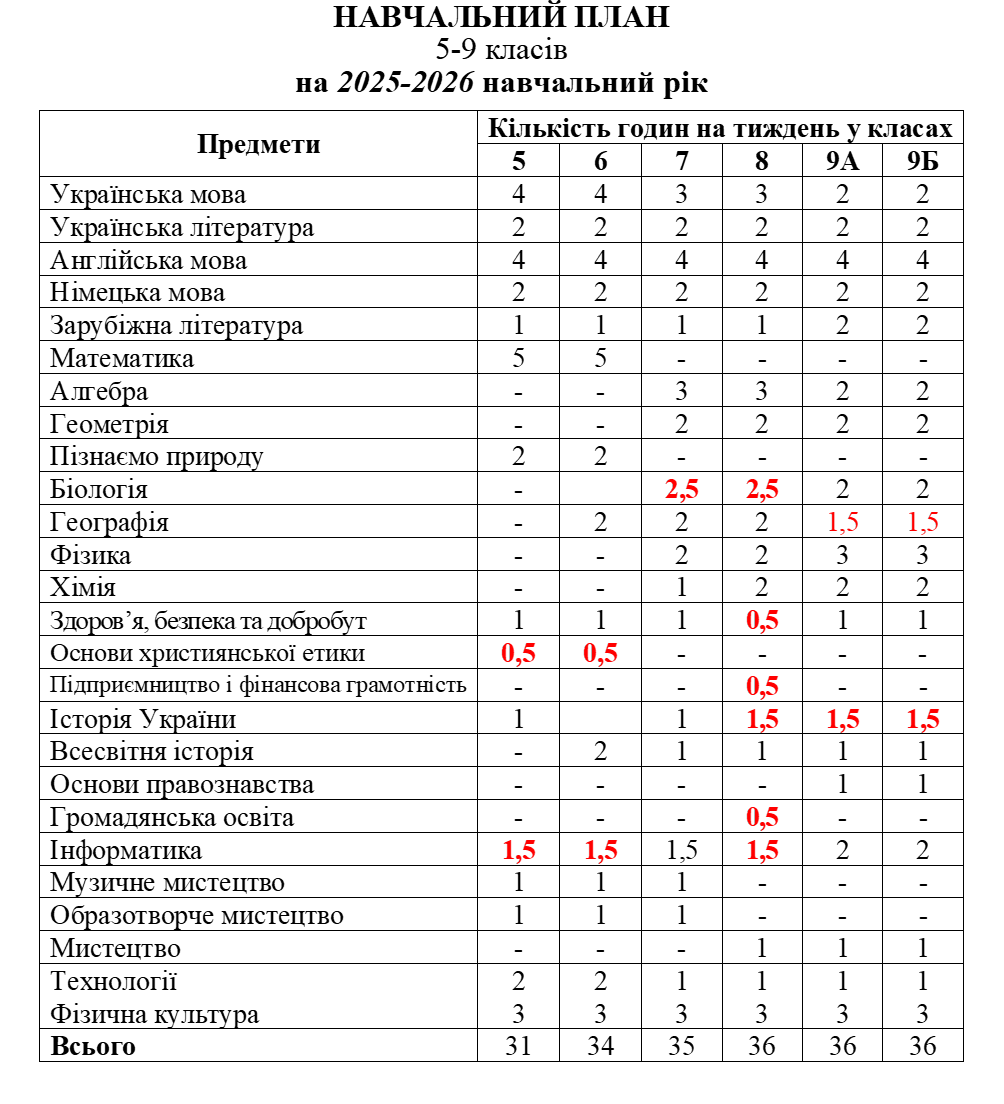 НАВЧАЛЬНИЙ ПЛАН
5-9 класів
на 2025-2026 навчальний рік
Предмети Кількість годин на тиждень у класах
5 6 7 8 9А 9Б
Українська мова 4 4 3 3 2 2
Українська література 2 2 2 2 2 2
Англійська мова 4 4 4 4 4 4
Німецька мова 2 2 2 2 2 2
Зарубіжна література 1 1 1 1 2 2
Математика 5 5 - - - -
Алгебра - - 3 3 2 2
Геометрія - - 2 2 2 2
Пізнаємо природу 2 2 - - - -
Біологія - 2,5 2,5 2 2
Географія - 2 2 2 1,5 1,5
Фізика - - 2 2 3 3
Хімія - - 1 2 2 2
Здоров’я, безпека та добробут 1 1 1 0,5 1 1
Основи християнської етики 0,5 0,5 - - - -
Підприємництво і фінансова грамотність - - - 0,5 - -
Історія України 1 1 1,5 1,5 1,5
Всесвітня історія - 2 1 1 1 1
Основи правознавства - - - - 1 1
Громадянська освіта - - - 0,5 - -
Інформатика 1,5 1,5 1,5 1,5 2 2
Музичне мистецтво 1 1 1 - - -
Образотворче мистецтво 1 1 1 - - -
Мистецтво - - - 1 1 1
Технології 2 2 1 1 1 1
Фізична культура 3 3 3 3 3 3
Всього 31 34 35 36 36 36